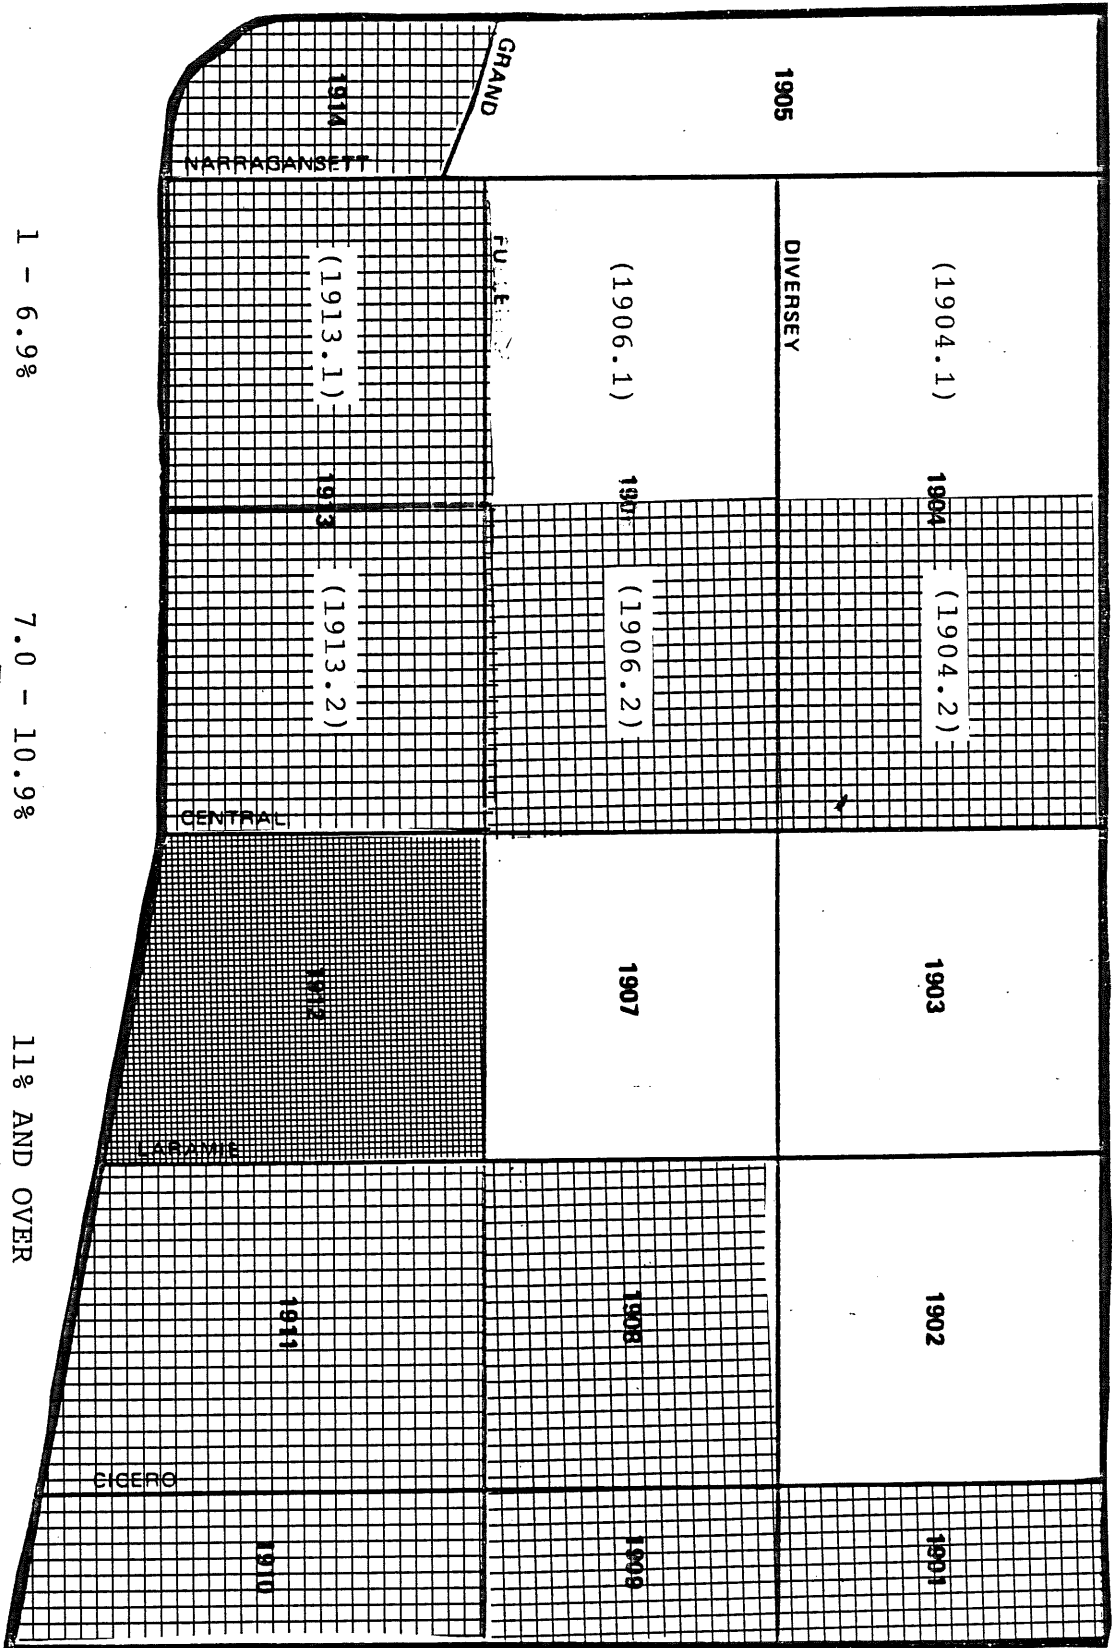 (1904.1) 1904 (1904.2) 1903 1902 1901
1905
DIVERSEY
(1906.1) (1906.2) 1907 1908 1909
GRAND
1914
(1913.1) 1913 (1913.2) 1912 1911 1910
NARRAGANSETT
CENTRAL
LARAMIE
CICERO
1 - 6.9% 7.0 - 10.9% 11% AND OVER